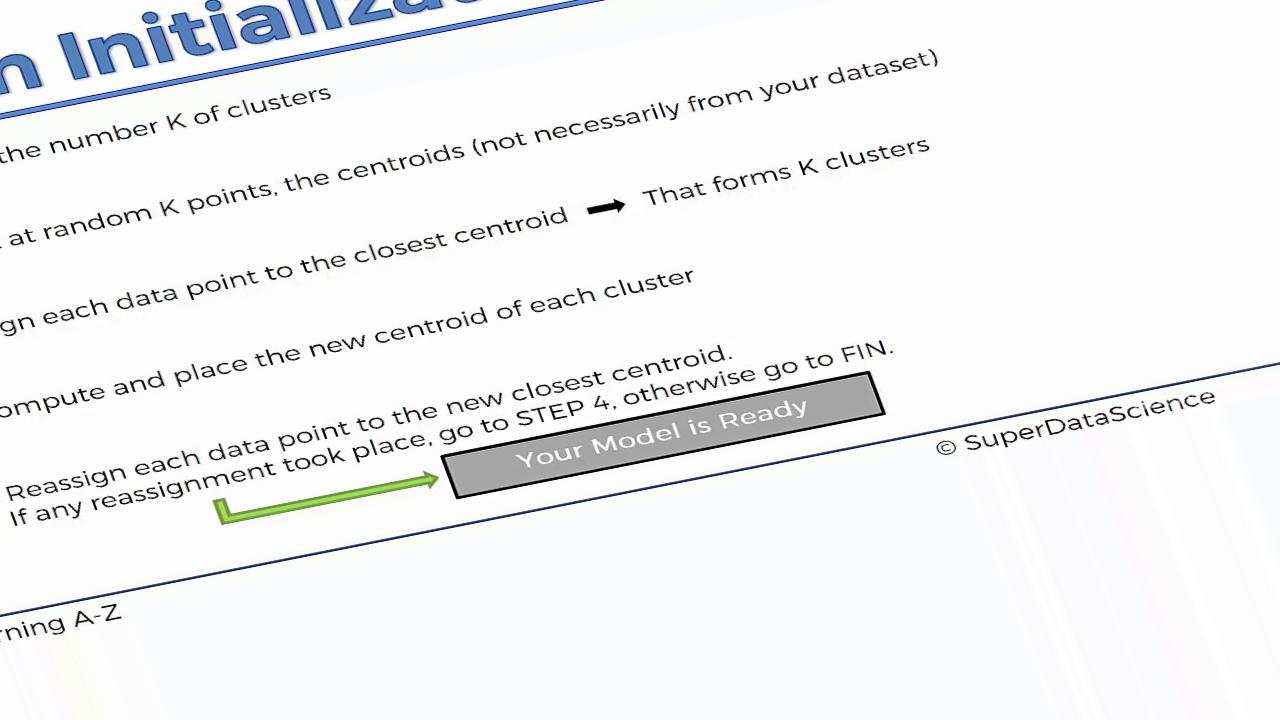 n Initializa
the number K of clusters
at random K points, the centroids (not necessarily from your dataset)
gn each data point to the closest centroid
That forms K clusters
ompute and place the new centroid of each cluster
Reassign each data point to the new closest centroid.
If any reassignment took place, go to STEP 4, otherwise go to FIN.
Your Model is Ready
© SuperDataScience
rning A-Z